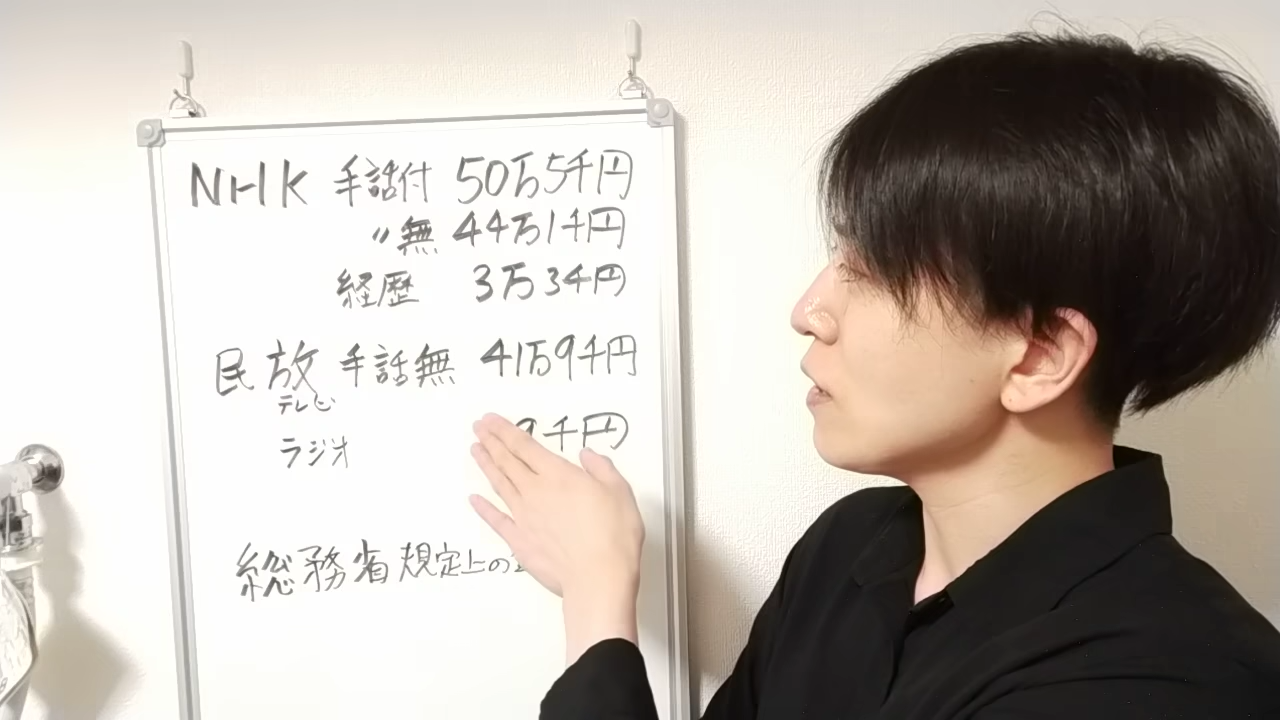 NHK 手話付 50万5千円
〃無 44万1千円
経歴 3万3千円
民放 手話無 41万9千円
テレビ
ラジオ 9千円
総務省規定上の